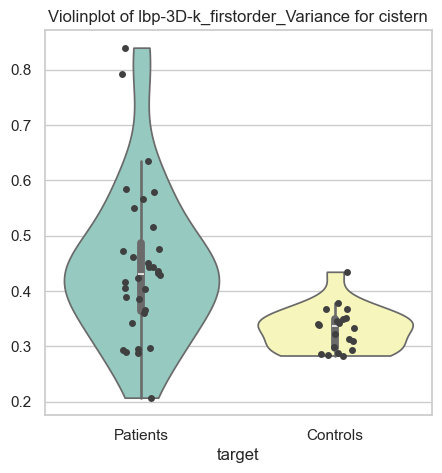 Violinplot of lbp-3D-k_firstorder_Variance for cistern
0.8
0.7
0.6
0.5
0.4
0.3
0.2
Patients
Controls
target